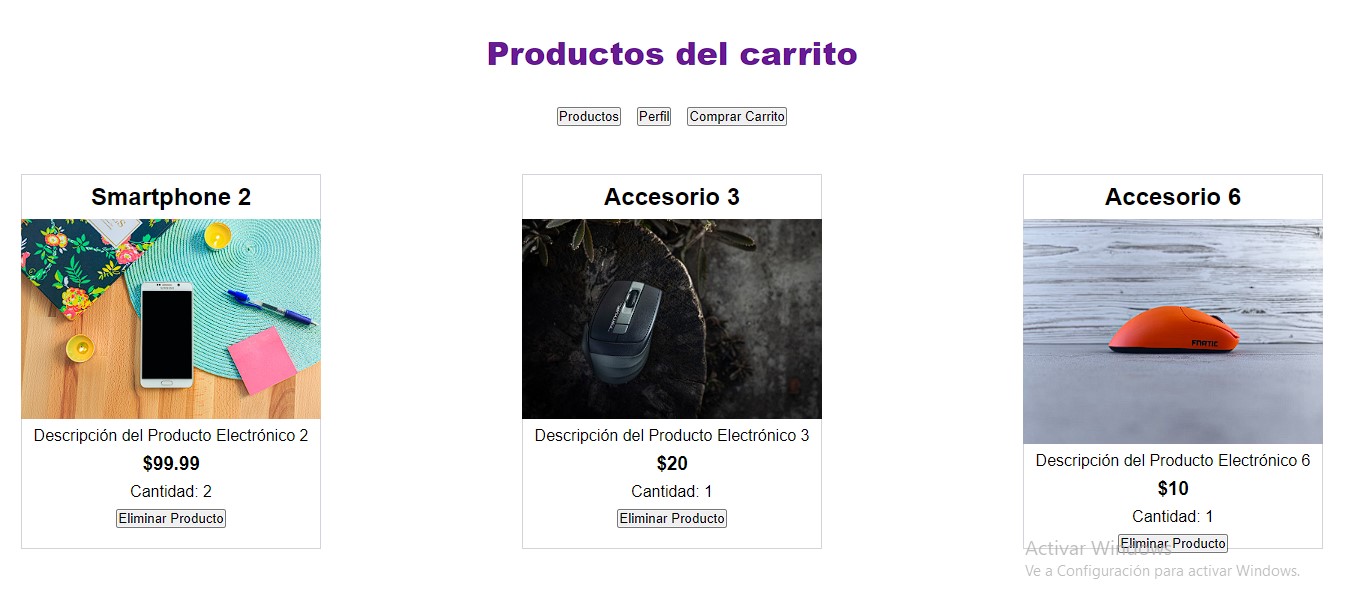 Productos del carrito
Productos Perfil Comprar Carrito
Smartphone 2
Descripción del Producto Electrónico 2
$99.99
Cantidad: 2
Eliminar Producto
Accesorio 3
Descripción del Producto Electrónico 3
$20
Cantidad: 1
Eliminar Producto
Accesorio 6
FNATIC
Descripción del Producto Electrónico 6
$10
Cantidad: 1
Eliminar Producto
Activar Windows
Ve a Configuración para activar Windows.